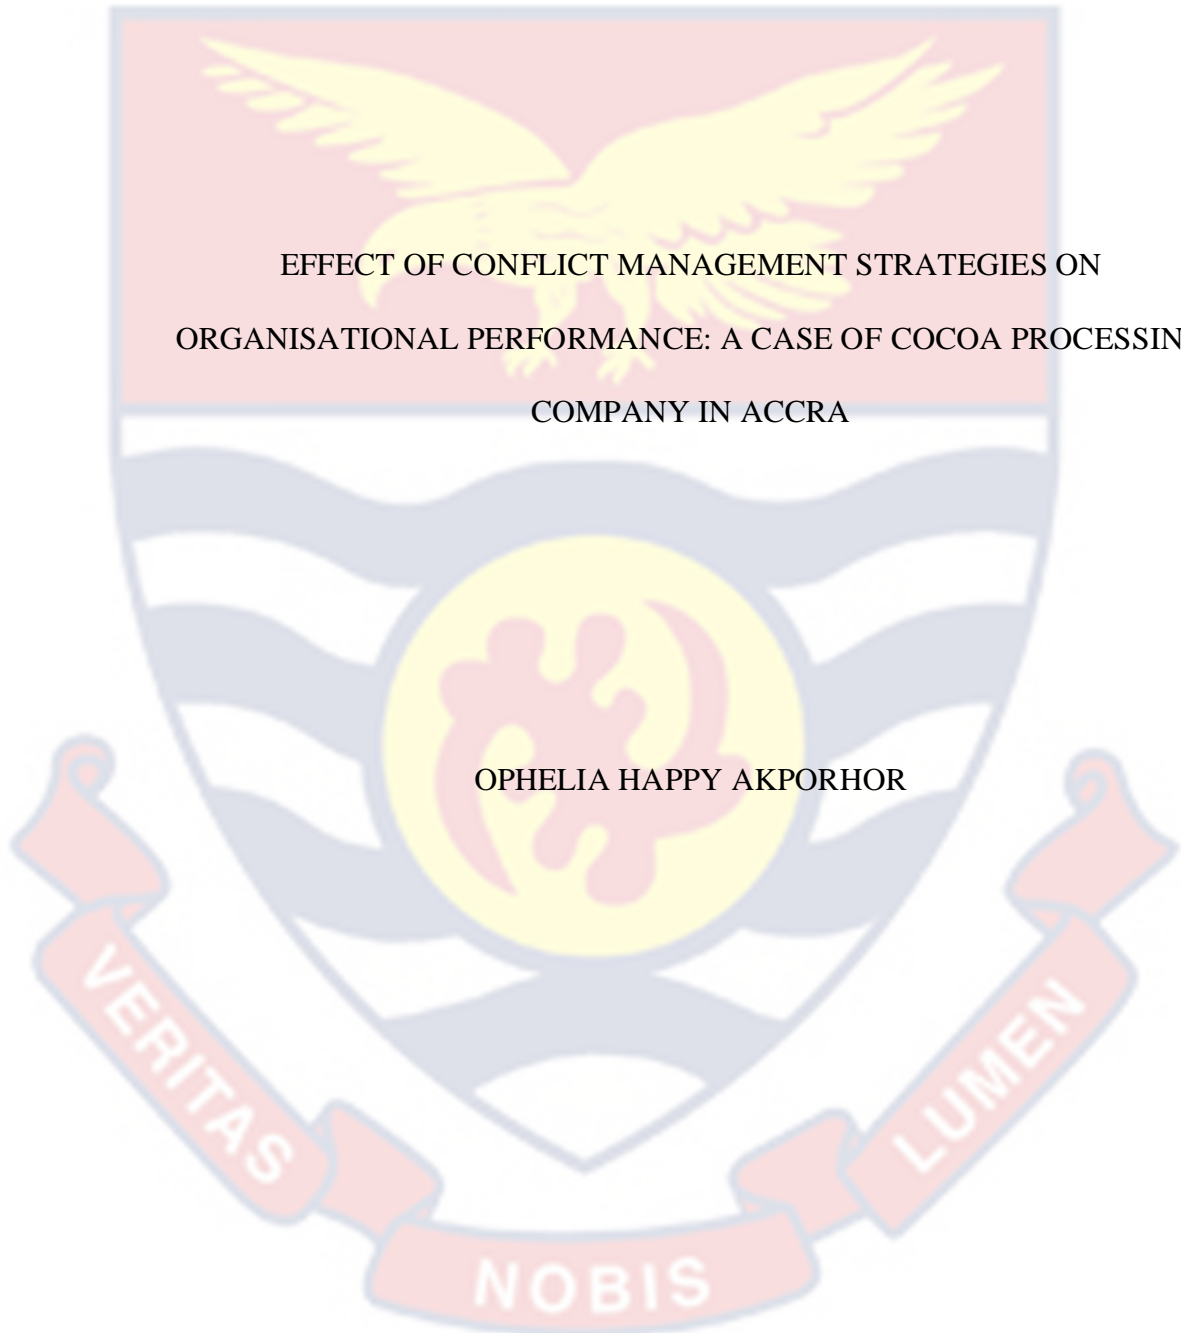 EFFECT OF CONFLICT MANAGEMENT STRATEGIES ON
ORGANISATIONAL PERFORMANCE: A CASE OF COCOA PROCESSIN
COMPANY IN ACCRA
OPHELIA HAPPY AKPORHOR
VERITAS
NOBIS
LUMEN